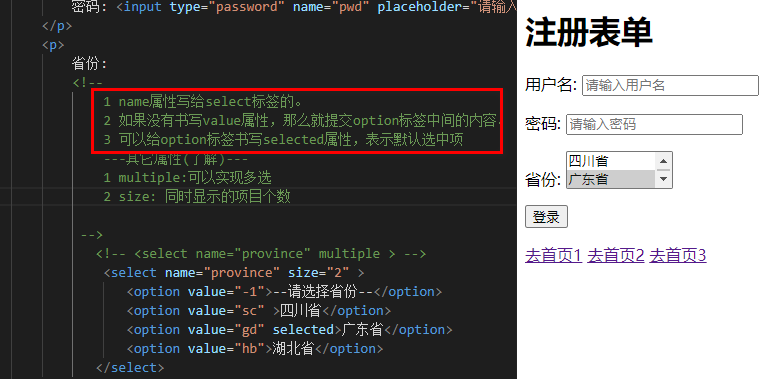 密码: <input type="password" name="pwd" placeholder="请输入
</p>
<p>
省份:
<!--
1 name属性写给select标签的。
2 如果没有书写value属性, 那么就提交option标签中间的内容.
3 可以给option标签书写selected属性, 表示默认选中项
---其它属性(了解)---
1 multiple:可以实现多选
2 size: 同时显示的项目个数
-->
<!-- <select name="province" multiple > -->
<select name="province" size="2" >
<option value="-1">--请选择省份--</option>
<option value="sc" >四川省</option>
<option value="gd" selected>广东省</option>
<option value="hb">湖北省</option>
</select>
注册表单
用户名: 请输入用户名
密码: 请输入密码
四川省
省份: 广东省
登录
去首页1 去首页2 去首页3